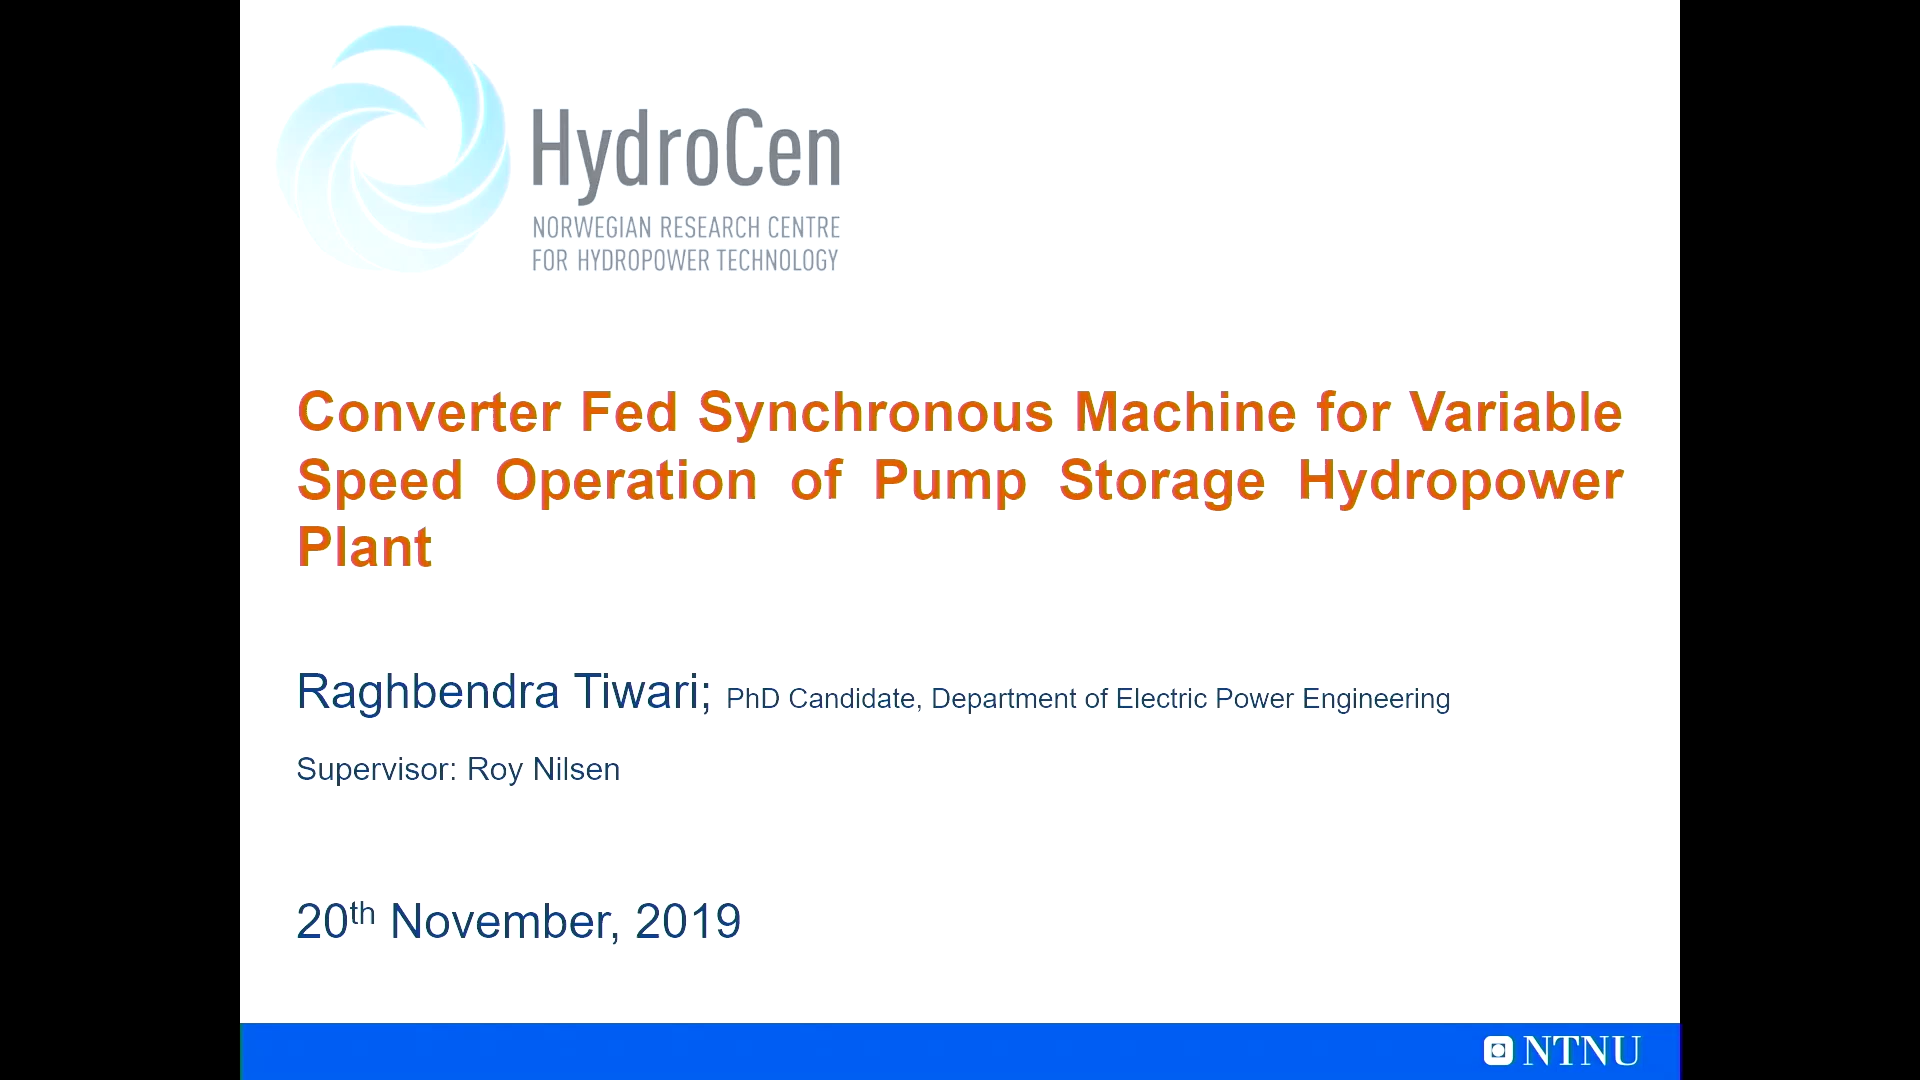 HydroCen
NORWEGIAN RESEARCH CENTRE
FOR HYDROPOWER TECHNOLOGY
Converter Fed Synchronous Machine for Variable
Speed Operation of Pump Storage Hydropower
Plant
Raghbendra Tiwari; PhD Candidate, Department of Electric Power Engineering
Supervisor: Roy Nilsen
20th November, 2019
NTNU